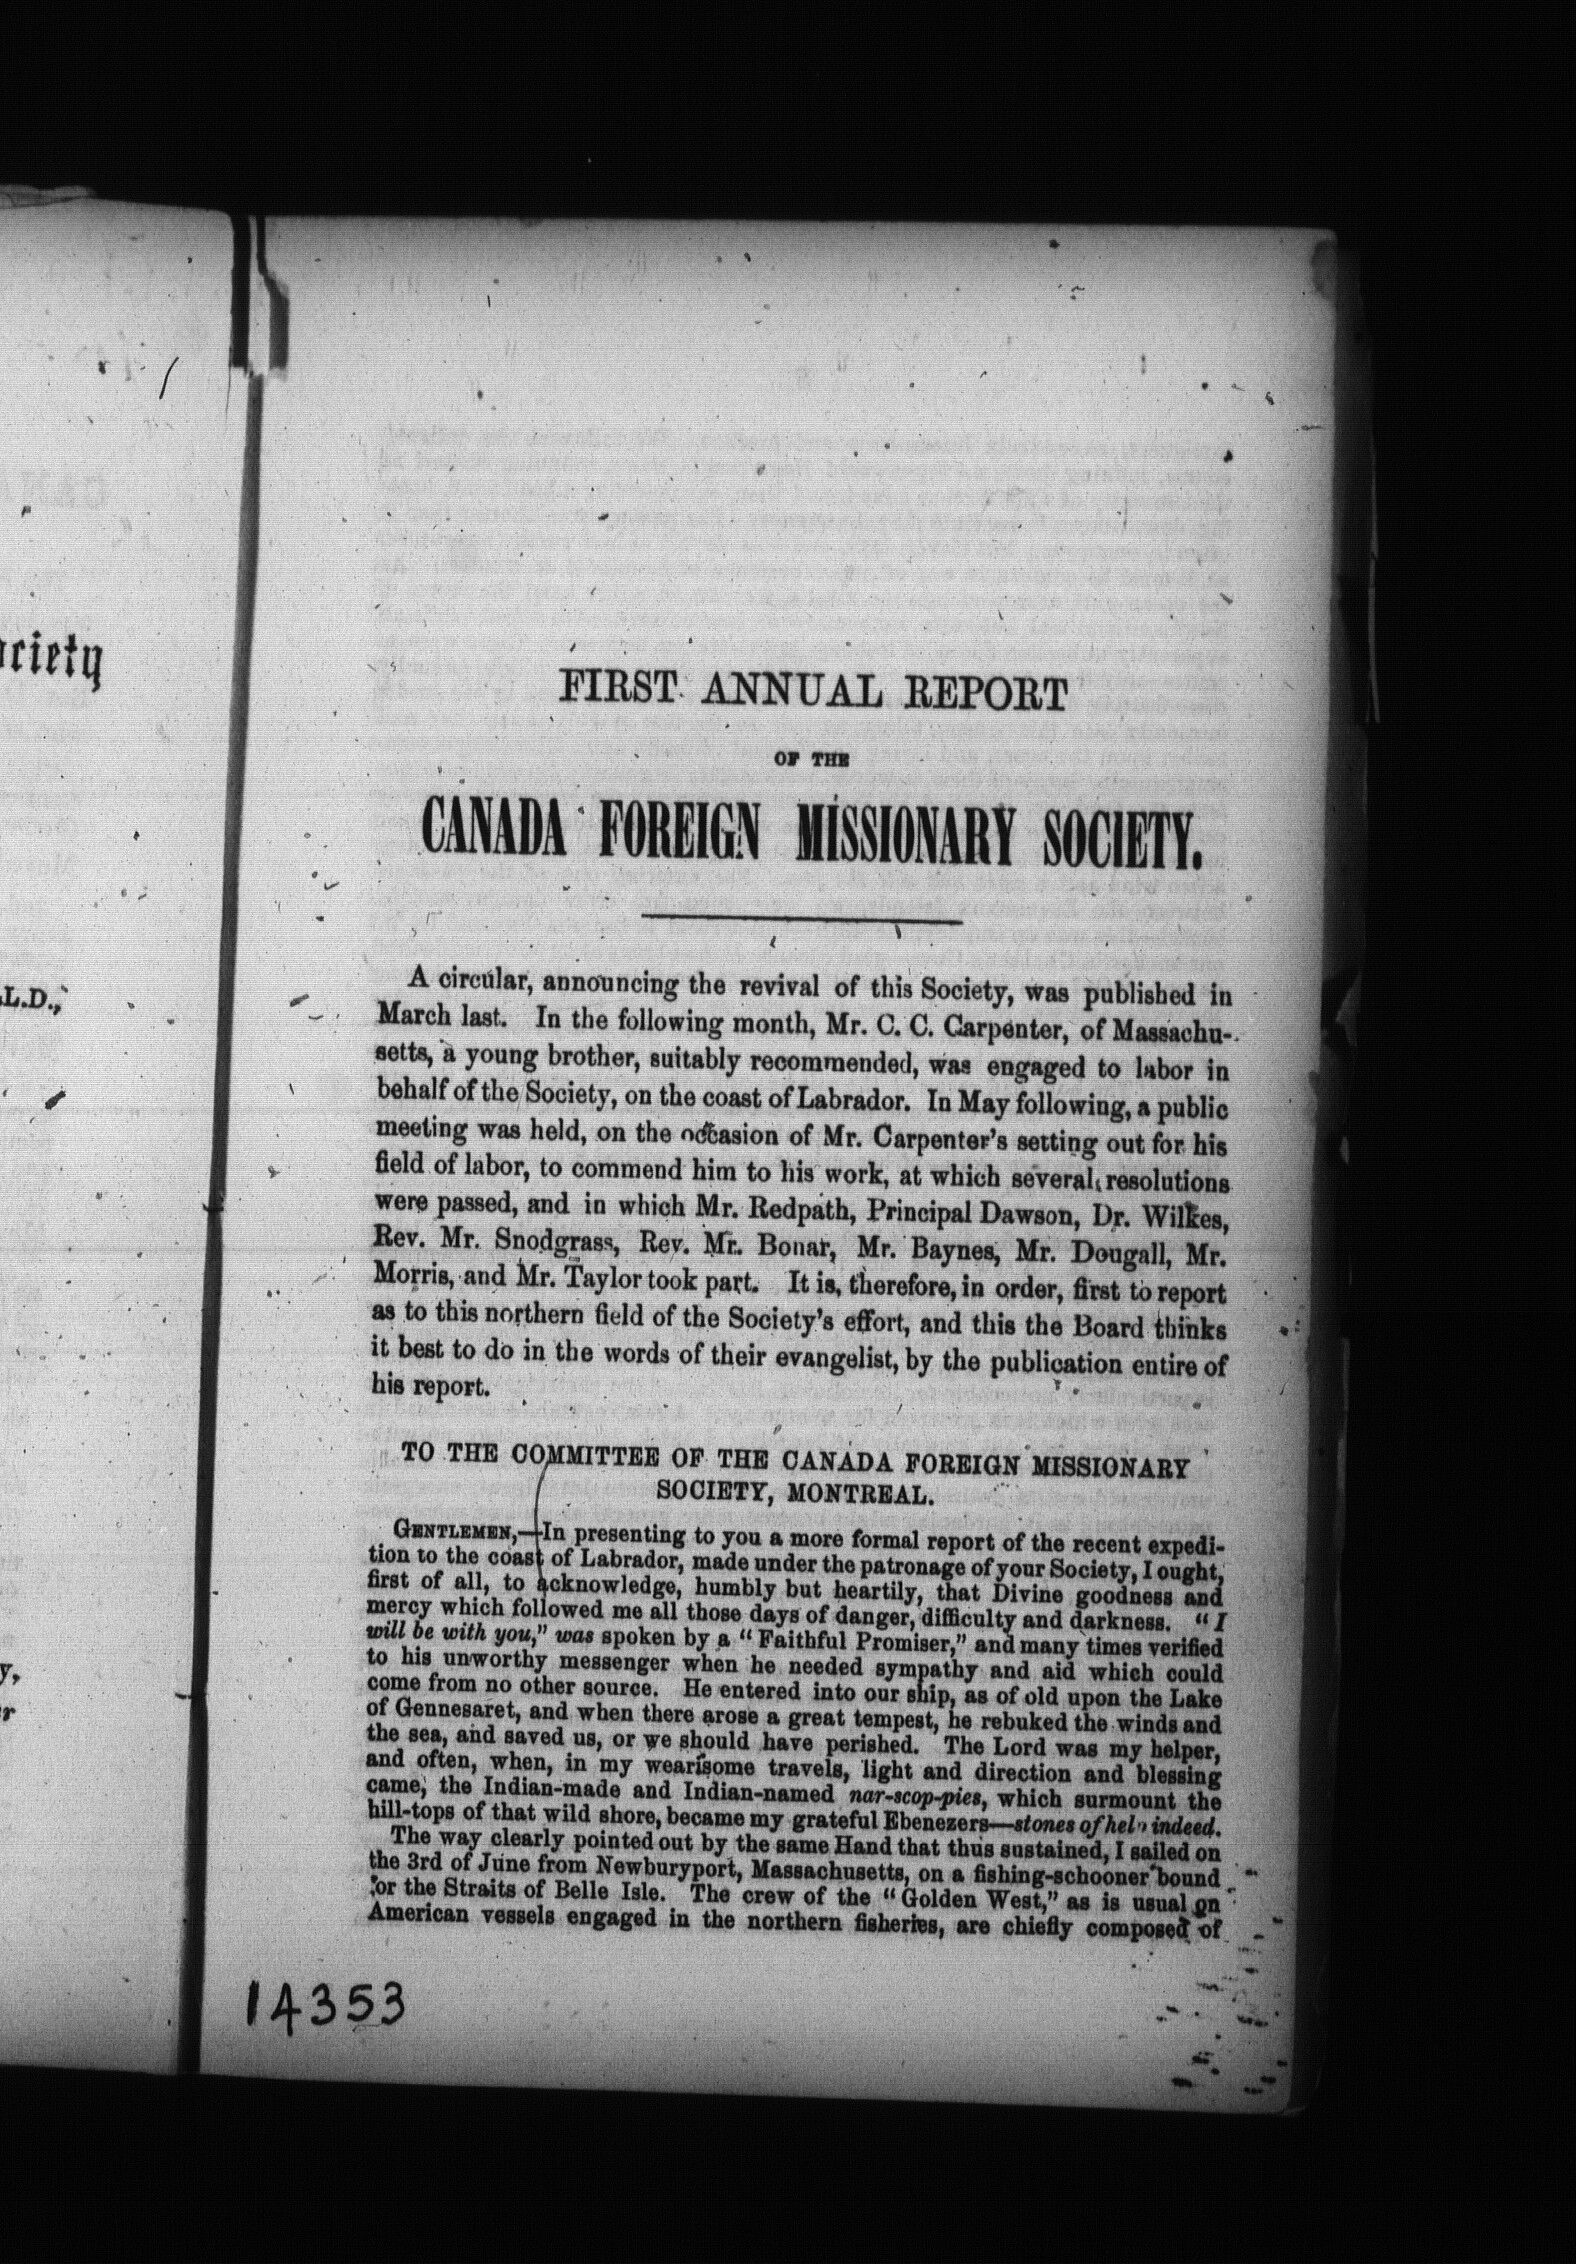 ociety
L.D.,
y,
r
FIRST ANNUAL REPORT
OF THE
CANADA FOREIGN MISSIONARY SOCIETY.
A circular, announcing the revival of this Society, was published in
March last. In the following month, Mr. C. C. Carpenter, of Massachu-
setts, a young brother, suitably recommended, was engaged to labor in
behalf of the Society, on the coast of Labrador. In May following, a public
meeting was held, on the occasion of Mr. Carpenter's setting out for his
field of labor, to commend him to his work, at which several resolutions
were passed, and in which Mr. Redpath, Principal Dawson, Dr. Wilkes,
Rev. Mr. Snodgrass, Rev. Mr. Bonar, Mr. Baynes, Mr. Dougall, Mr.
Morris, and Mr. Taylor took part. It is, therefore, in order, first to report
as to this northern field of the Society's effort, and this the Board thinks
it best to do in the words of their evangelist, by the publication entire of
his report.
TO THE COMMITTEE OF THE CANADA FOREIGN MISSIONARY
SOCIETY, MONTREAL.
GENTLEMEN,—In presenting to you a more formal report of the recent expedi-
tion to the coast of Labrador, made under the patronage of your Society, I ought,
first of all, to acknowledge, humbly but heartily, that Divine goodness and
mercy which followed me all those days of danger, difficulty and darkness. "I
will be with you," was spoken by a "Faithful Promiser," and many times verified
to his unworthy messenger when he needed sympathy and aid which could
come from no other source. He entered into our ship, as of old upon the Lake
of Gennesaret, and when there arose a great tempest, he rebuked the winds and
the sea, and saved us, or we should have perished. The Lord was my helper,
and often, when, in my wearisome travels, light and direction and blessing
came, the Indian-made and Indian-named nar-scop-pies, which surmount the
hill-tops of that wild shore, became my grateful Ebenezers—stones of help indeed.
The way clearly pointed out by the same Hand that thus sustained, I sailed on
the 3rd of June from Newburyport, Massachusetts, on a fishing-schooner bound
for the Straits of Belle Isle. The crew of the "Golden West," as is usual on
American vessels engaged in the northern fisheries, are chiefly composed of
14353